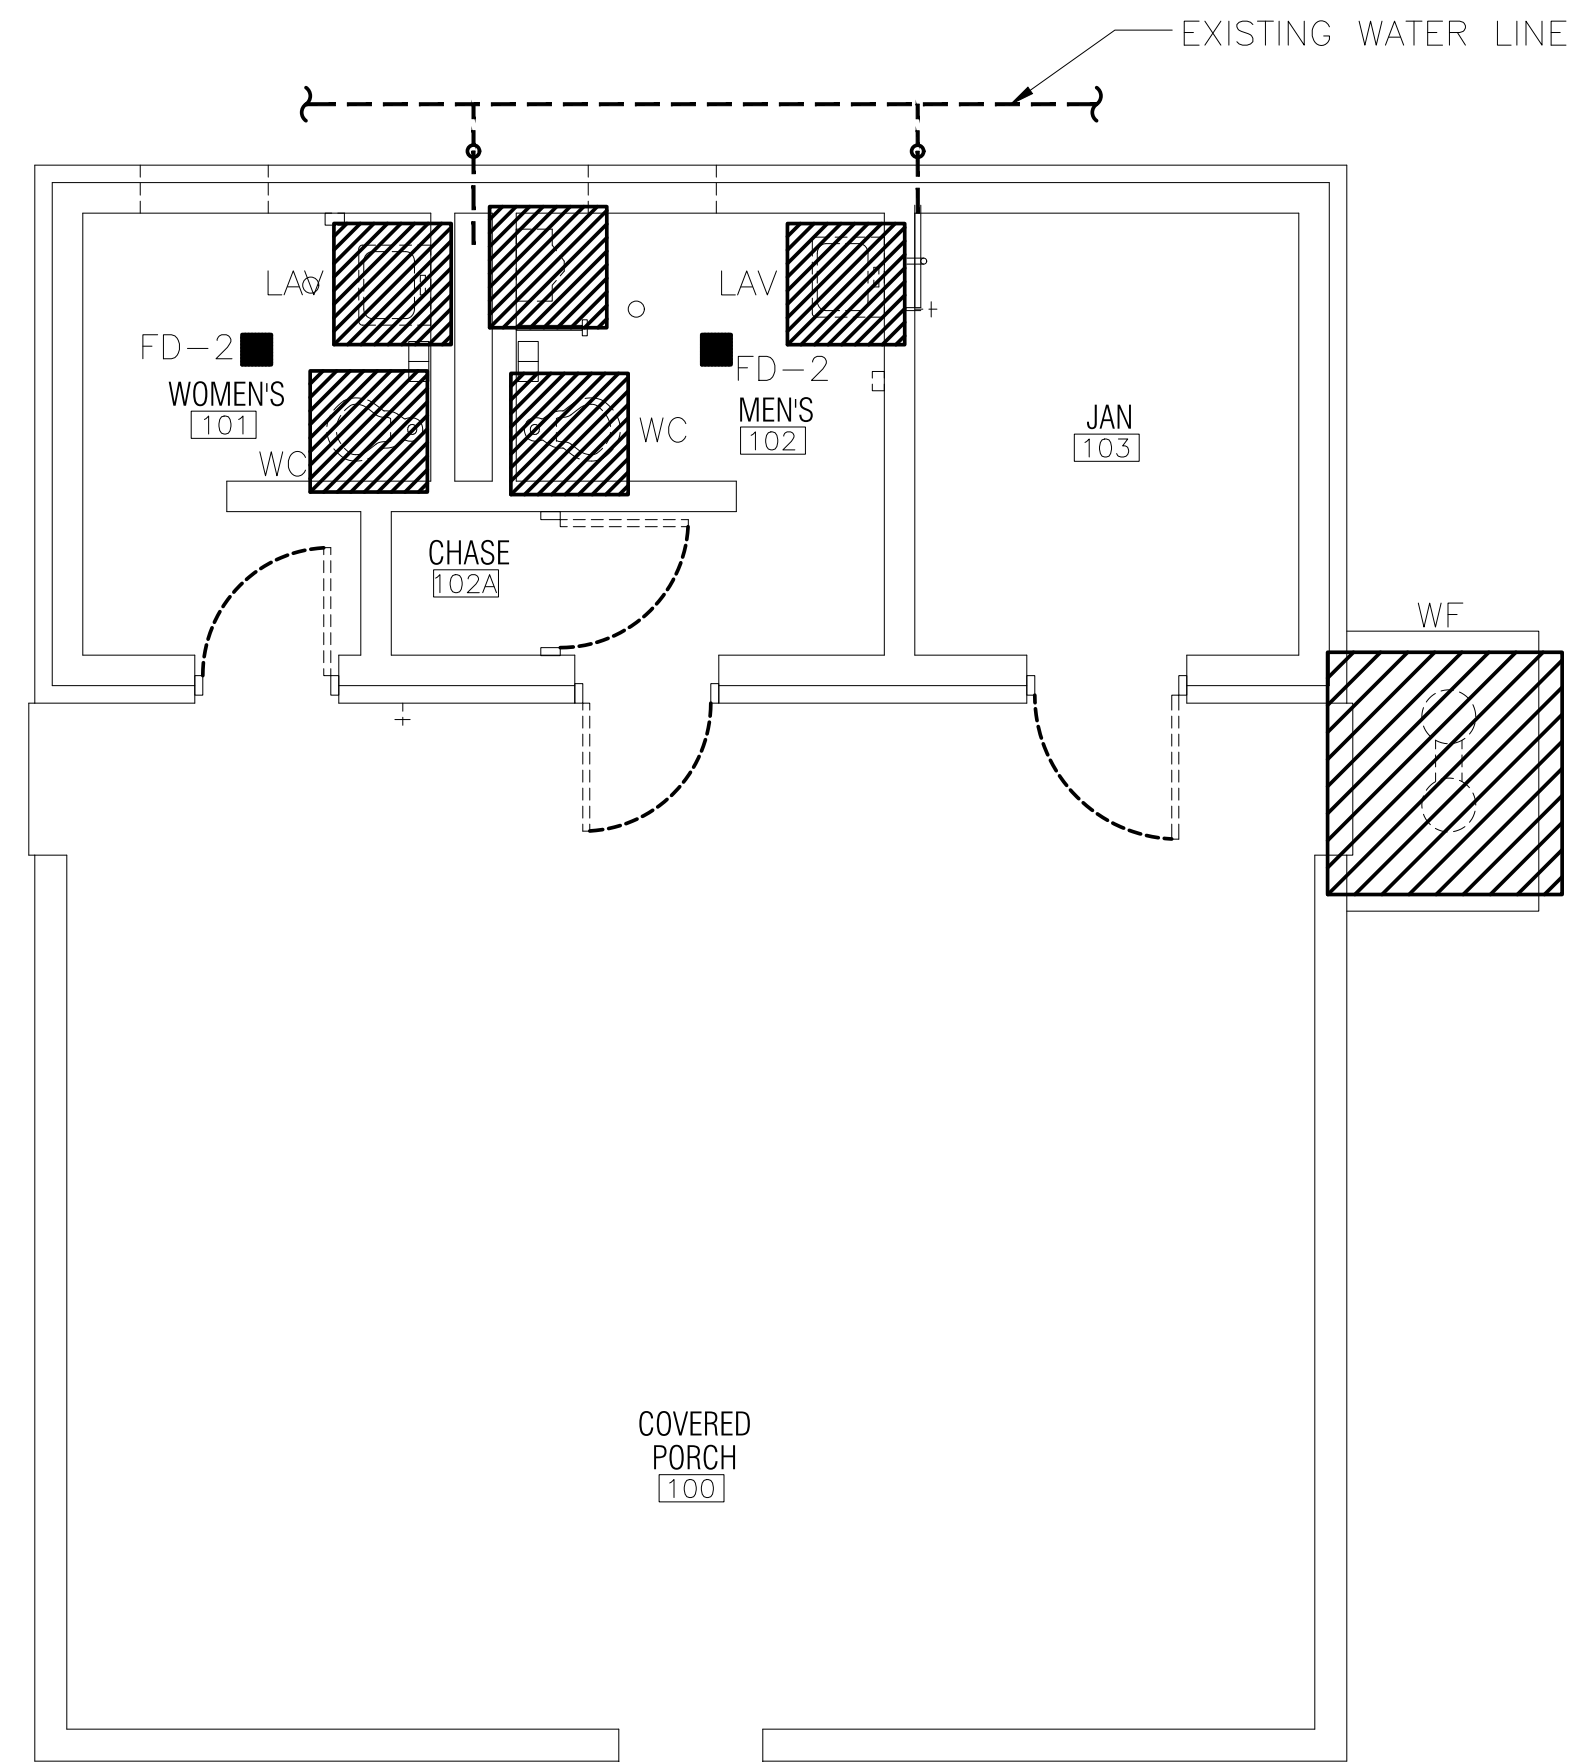 EXISTING WATER LINE
LAV
LAV
FD-2
FD-2
WOMEN'S
101
MEN'S
102
JAN
103
WC
WC
CHASE
102A
WF
COVERED
PORCH
100